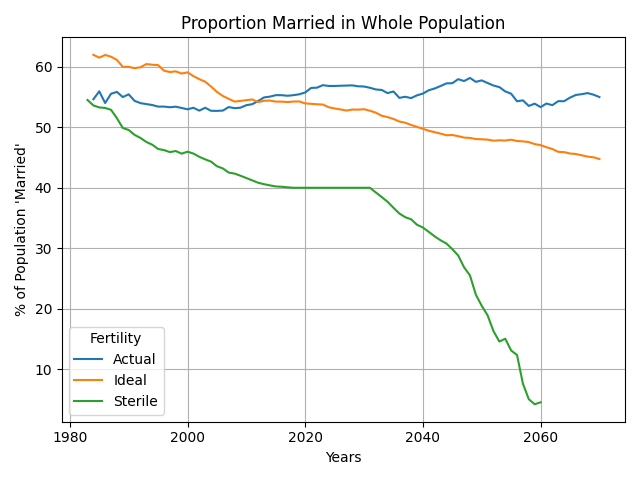 Proportion Married in Whole Population
% of Population 'Married'
60
50
40
30
20
10
Fertility
Actual
Ideal
Sterile
1980
2000
2020
2040
2060
Years